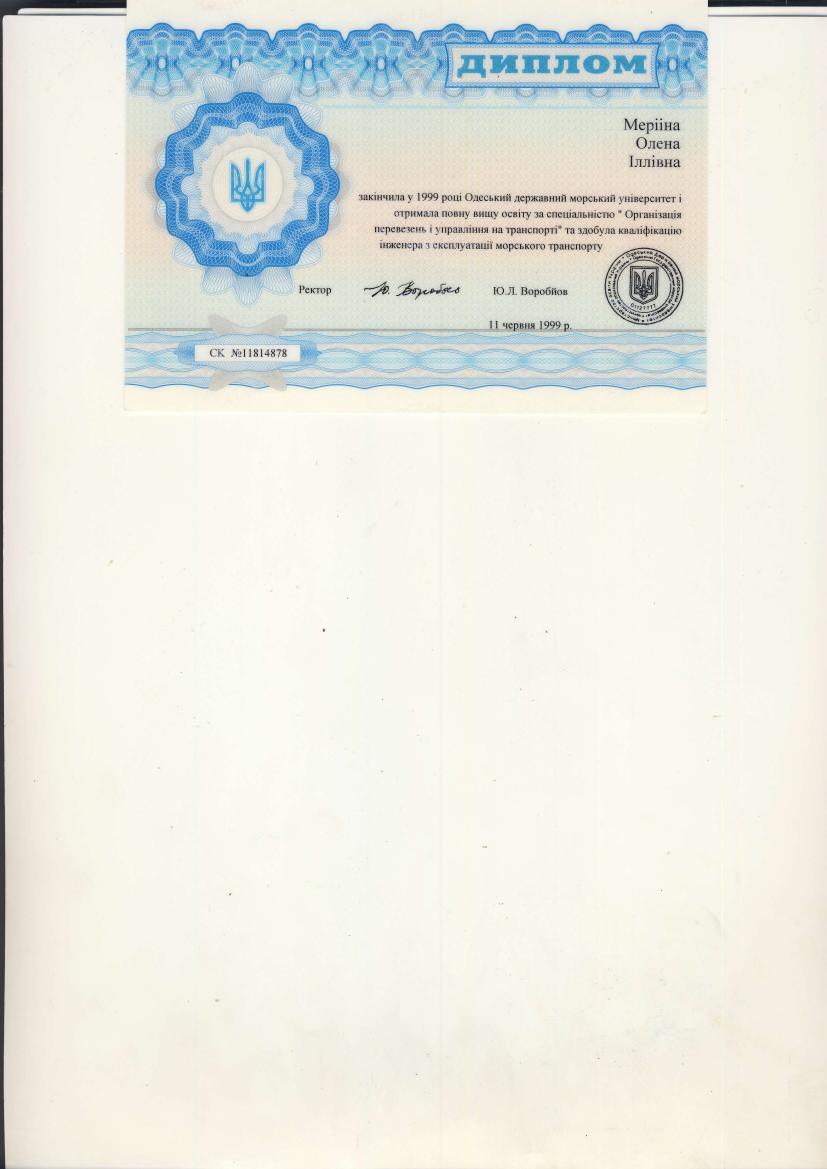 ДИПЛОМ
Мерііна
Олена
Іллівна
закінчила у 1999 році Одеський державний морський університет і
отримала повну вищу освіту за спеціальністю " Організація
перевезень і управління на транспорті" та здобула кваліфікацію
інженера з експлуатації морського транспорту
Ректор
Ю.Л. Воробйов
11 червня 1999 р.
СК №11814878